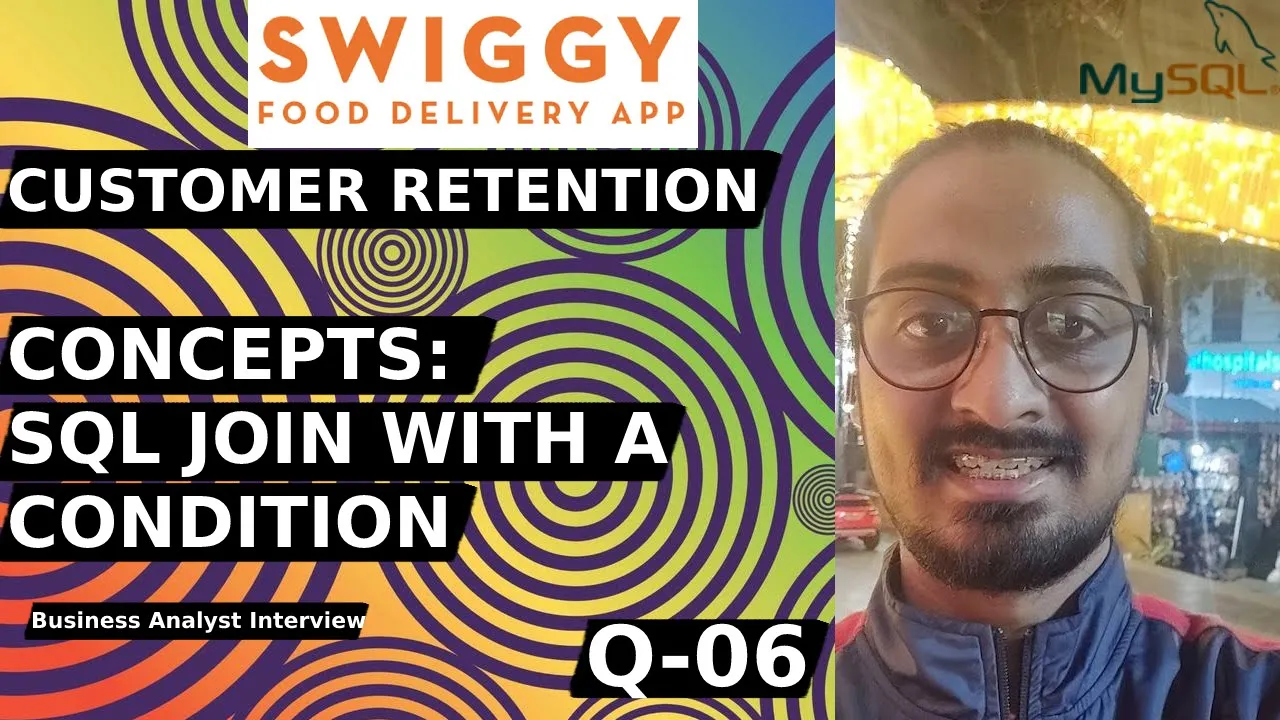 SWIGGY
FOOD DELIVERY APP
MySQL®
CUSTOMER RETENTION
CONCEPTS:
SQL JOIN WITH A
CONDITION
Business Analyst Interview
Q-06